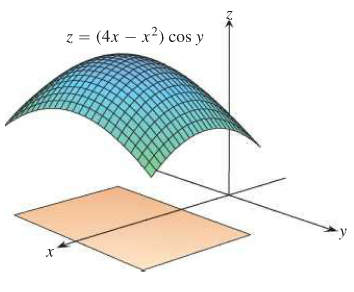 z
z = (4x − x²) cos y
x
y